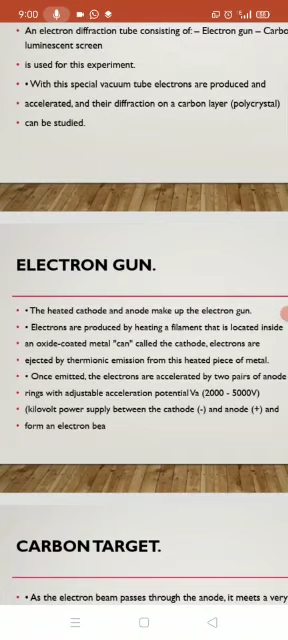 9:00
• An electron diffraction tube consisting of: – Electron gun – Carbo
luminescent screen
• is used for this experiment.
• • With this special vacuum tube electrons are produced and
• accelerated, and their diffraction on a carbon layer (polycrystal)
• can be studied.
ELECTRON GUN.
• • The heated cathode and anode make up the electron gun.
• • Electrons are produced by heating a filament that is located inside
• an oxide-coated metal "can" called the cathode, electrons are
• ejected by thermionic emission from this heated piece of metal.
• • Once emitted, the electrons are accelerated by two pairs of anode
• rings with adjustable acceleration potential Va (2000 - 5000V)
• (kilovolt power supply between the cathode (-) and anode (+) and
• form an electron bea
CARBON TARGET.
• • As the electron beam passes through the anode, it meets a very